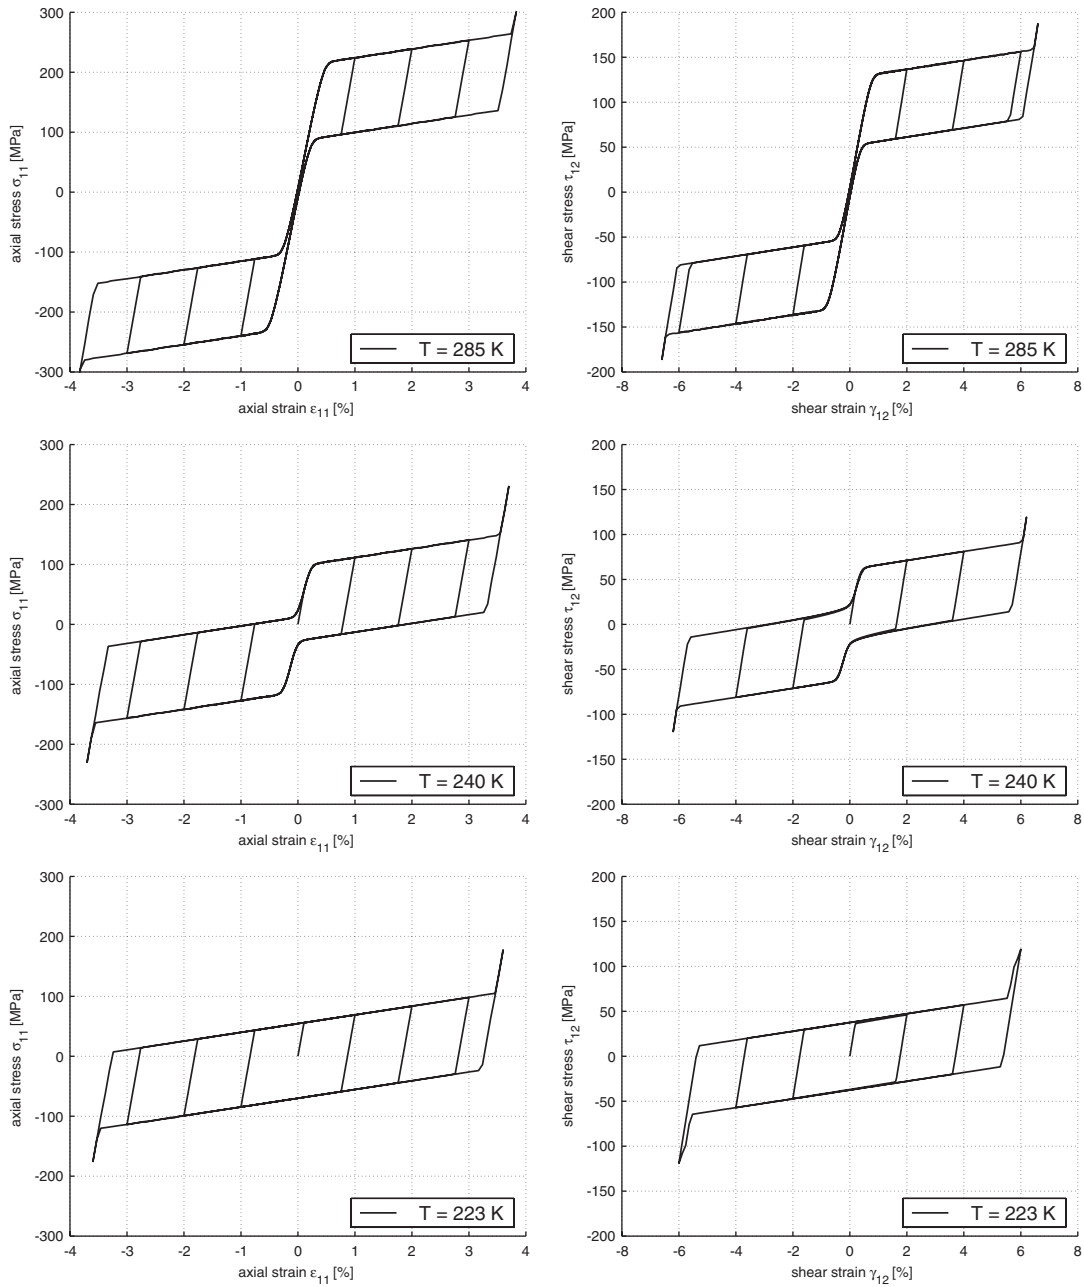 300
200
100
0
-100
-200
-300
-4 -3 -2 -1 0 1 2 3 4
axial stress σ11 [MPa]
axial strain ε11 [%]
T = 285 K
200
150
100
50
0
-50
-100
-150
-200
-8 -6 -4 -2 0 2 4 6 8
shear stress τ12 [MPa]
shear strain γ12 [%]
T = 285 K
300
200
100
0
-100
-200
-300
-4 -3 -2 -1 0 1 2 3 4
axial stress σ11 [MPa]
axial strain ε11 [%]
T = 240 K
200
150
100
50
0
-50
-100
-150
-200
-8 -6 -4 -2 0 2 4 6 8
shear stress τ12 [MPa]
shear strain γ12 [%]
T = 240 K
300
200
100
0
-100
-200
-300
-4 -3 -2 -1 0 1 2 3 4
axial stress σ11 [MPa]
axial strain ε11 [%]
T = 223 K
200
150
100
50
0
-50
-100
-150
-200
-8 -6 -4 -2 0 2 4 6 8
shear stress τ12 [MPa]
shear strain γ12 [%]
T = 223 K